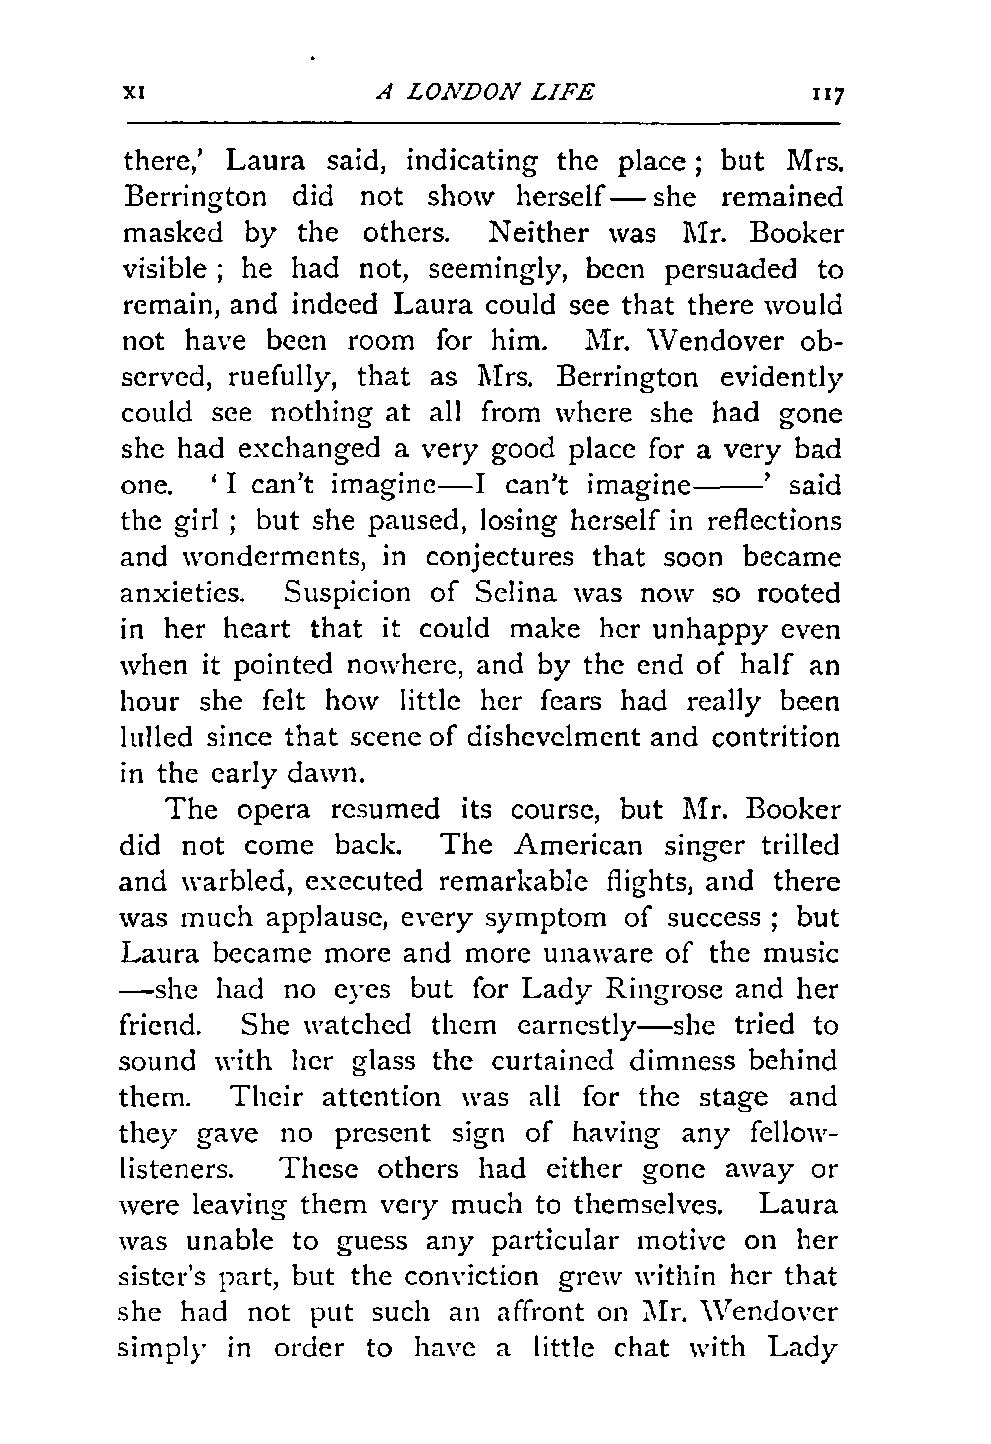 XI A LONDON LIFE 117
there,' Laura said, indicating the place ; but Mrs.
Berrington did not show herself — she remained
masked by the others. Neither was Mr. Booker
visible ; he had not, seemingly, been persuaded to
remain, and indeed Laura could see that there would
not have been room for him. Mr. Wendover ob-
served, ruefully, that as Mrs. Berrington evidently
could see nothing at all from where she had gone
she had exchanged a very good place for a very bad
one. ' I can't imagine—I can't imagine——' said
the girl ; but she paused, losing herself in reflections
and wonderments, in conjectures that soon became
anxieties. Suspicion of Selina was now so rooted
in her heart that it could make her unhappy even
when it pointed nowhere, and by the end of half an
hour she felt how little her fears had really been
lulled since that scene of dishevelment and contrition
in the early dawn.
The opera resumed its course, but Mr. Booker
did not come back. The American singer trilled
and warbled, executed remarkable flights, and there
was much applause, every symptom of success ; but
Laura became more and more unaware of the music
—she had no eyes but for Lady Ringrose and her
friend. She watched them earnestly—she tried to
sound with her glass the curtained dimness behind
them. Their attention was all for the stage and
they gave no present sign of having any fellow-
listeners. These others had either gone away or
were leaving them very much to themselves. Laura
was unable to guess any particular motive on her
sister's part, but the conviction grew within her that
she had not put such an affront on Mr. Wendover
simply in order to have a little chat with Lady